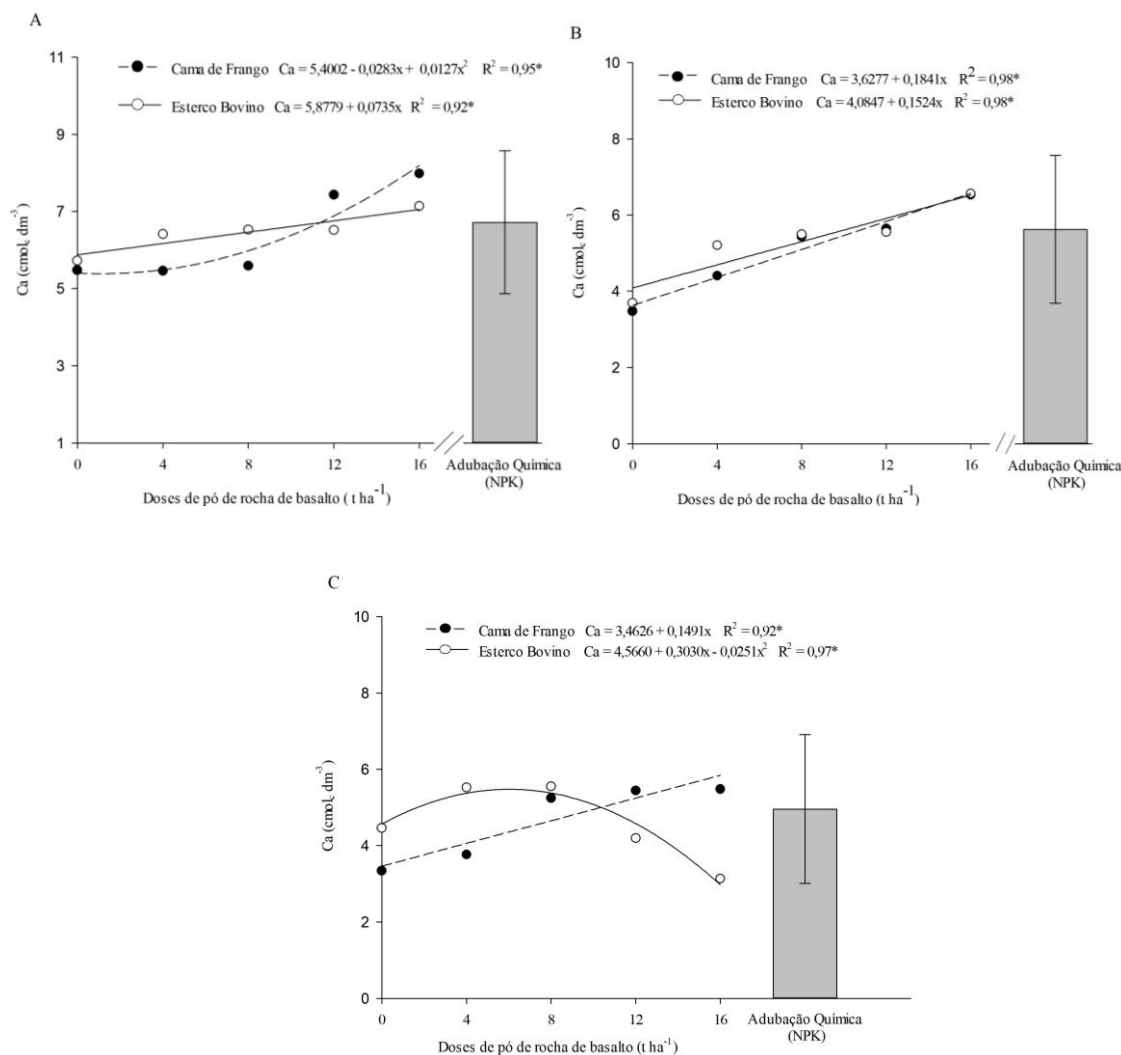 A
Cama de Frango Ca = 5,4002 - 0,0283x + 0,0127x² R² = 0,95*
Esterco Bovino Ca = 5,8779 + 0,0735x R² = 0,92*
11
9
7
5
3
1
Ca (cmolc dm-3)
0 4 8 12 16
Adubação Química
(NPK)
Doses de pó de rocha de basalto ( t ha-1)
B
Cama de Frango Ca = 3,6277 + 0,1841x R² = 0,98*
Esterco Bovino Ca = 4,0847 + 0,1524x R² = 0,98*
10
8
6
4
2
0
Ca (cmolc dm-3)
0 4 8 12 16
Adubação Química
(NPK)
Doses de pó de rocha de basalto (t ha-1)
C
Cama de Frango Ca = 3,4626 + 0,1491x R² = 0,92*
Esterco Bovino Ca = 4,5660 + 0,3030x - 0,0251x² R² = 0,97*
10
8
6
4
2
0
Ca (cmolc dm-3)
0 4 8 12 16
Adubação Química
(NPK)
Doses de pó de rocha de basalto (t ha-1)